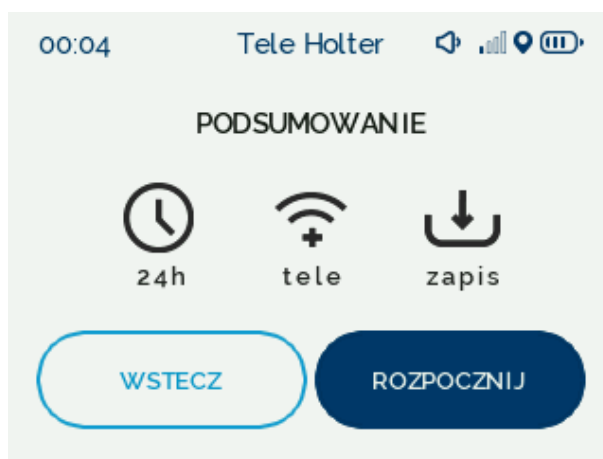 00:04 Tele Holter
PODSUMOWANIE
24h tele zapis
WSTECZ ROZPOCZNIJ